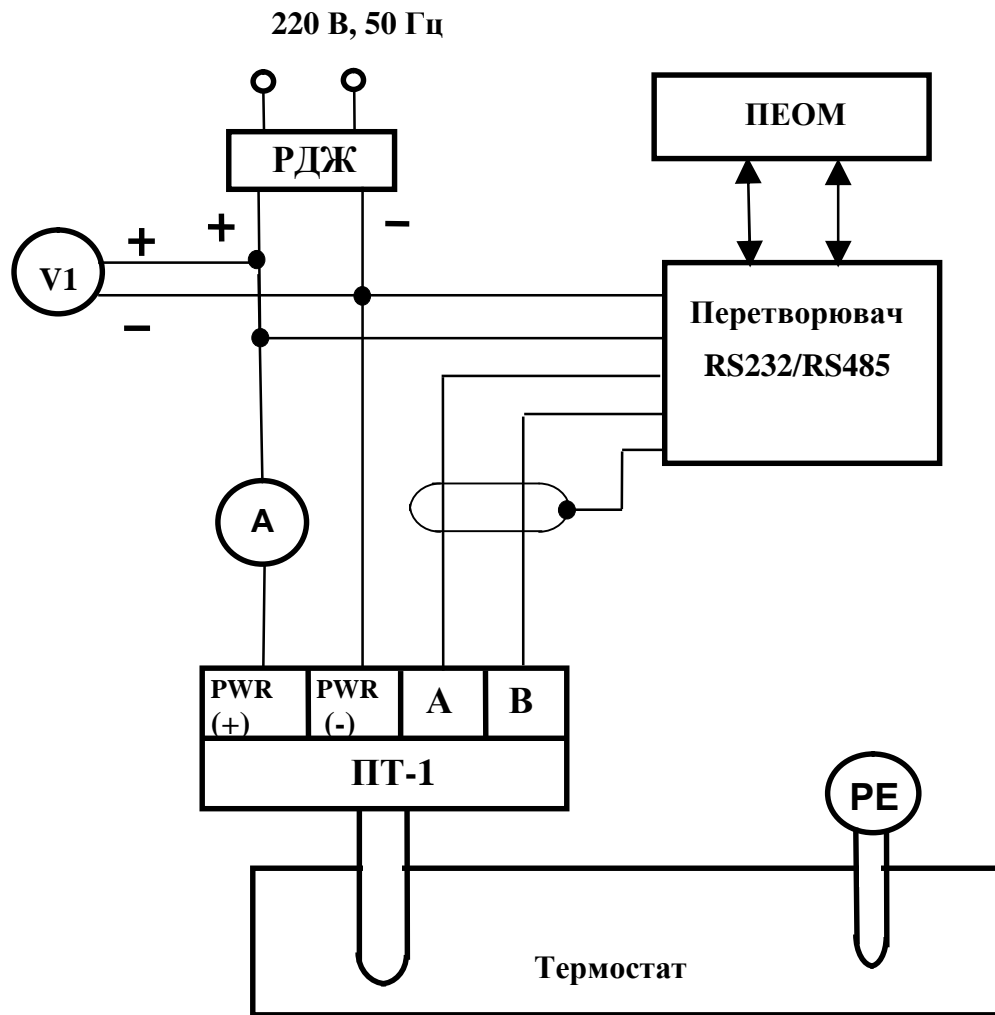 220 В, 50 Гц
ПЕОМ
РДЖ
+
+
−
V1
−
Перетворювач
RS232/RS485
A
PWR
(+)
PWR
(-)
А
В
ПТ-1
PE
Термостат